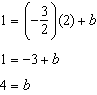 1 = (-3/2)(2) + b
1 = -3 + b
4 = b